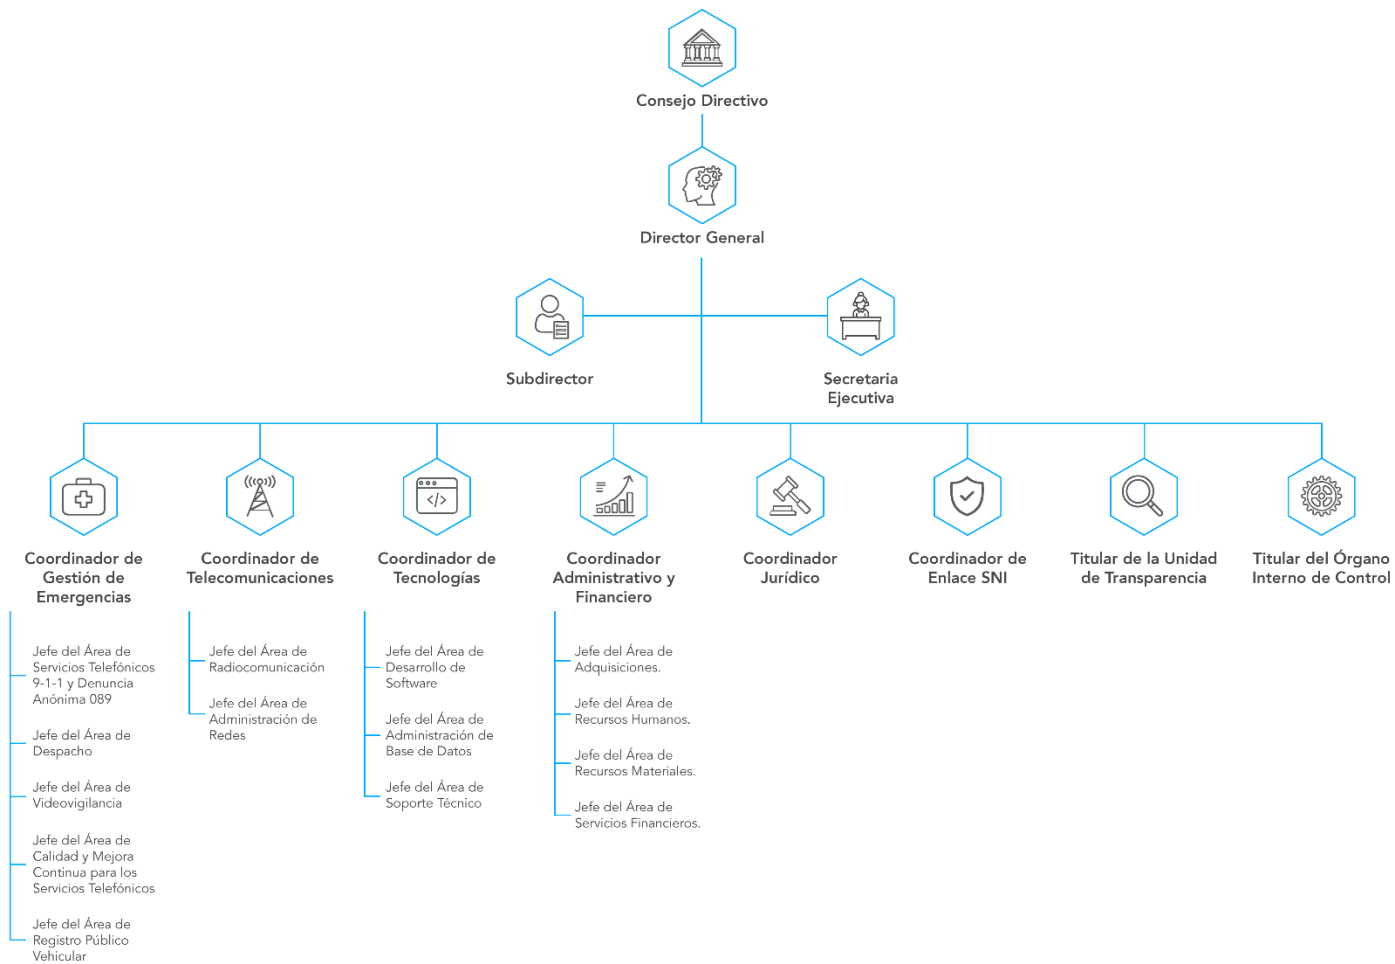 Consejo Directivo
Director General
Subdirector
Secretaria
Ejecutiva
Coordinador de
Gestión de
Emergencias
Jefe del Área de
Servicios Telefónicos
9-1-1 y Denuncia
Anónima 089
Jefe del Área de
Despacho
Jefe del Área de
Videovigilancia
Jefe del Área de
Calidad y Mejora
Continua para los
Servicios Telefónicos
Jefe del Área de
Registro Público
Vehicular
Coordinador de
Telecomunicaciones
Jefe del Área de
Radiocomunicación
Jefe del Área de
Administración de
Redes
Coordinador de
Tecnologías
Jefe del Área de
Desarrollo de
Software
Jefe del Área de
Administración de
Base de Datos
Jefe del Área de
Soporte Técnico
Coordinador
Administrativo y
Financiero
Jefe del Área de
Adquisiciones.
Jefe del Área de
Recursos Humanos.
Jefe del Área de
Recursos Materiales.
Jefe del Área de
Servicios Financieros.
Coordinador
Jurídico
Coordinador de
Enlace SNI
Titular de la Unidad
de Transparencia
Titular del Órgano
Interno de Control